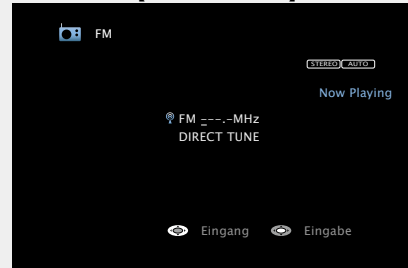 FM
STEREO AUTO
Now Playing
FM ---.-MHz
DIRECT TUNE
Eingang Eingabe